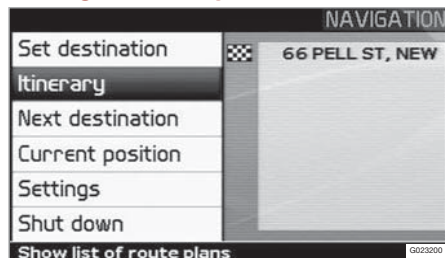 NAVIGATION
Set destination
66 PELL ST, NEW
Itinerary
Next destination
Current position
Settings
Shut down
Show list of route plans
G023200